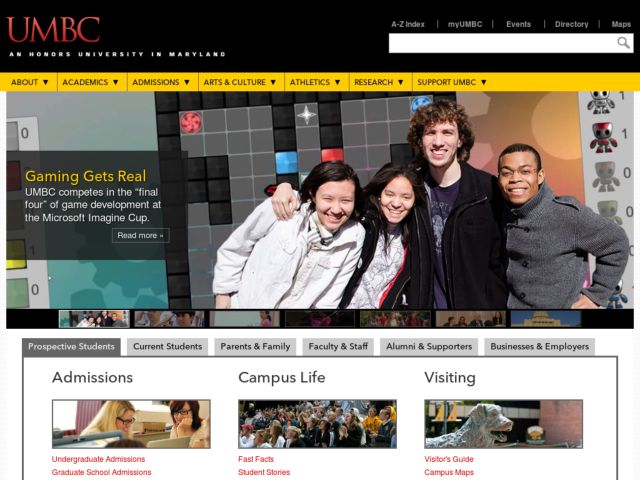 UMBC
AN HONORS UNIVERSITY IN MARYLAND
A-Z Index | myUMBC | Events | Directory | Maps
ABOUT ▼ ACADEMICS ▼ ADMISSIONS ▼ ARTS & CULTURE ▼ ATHLETICS ▼ RESEARCH ▼ SUPPORT UMBC ▼
Gaming Gets Real
UMBC competes in the “final
four” of game development at
the Microsoft Imagine Cup.
Read more »
1
0
Prospective Students Current Students Parents & Family Faculty & Staff Alumni & Supporters Businesses & Employers
Admissions Campus Life Visiting
Undergraduate Admissions Fast Facts Visitor's Guide
Graduate School Admissions Student Stories Campus Maps